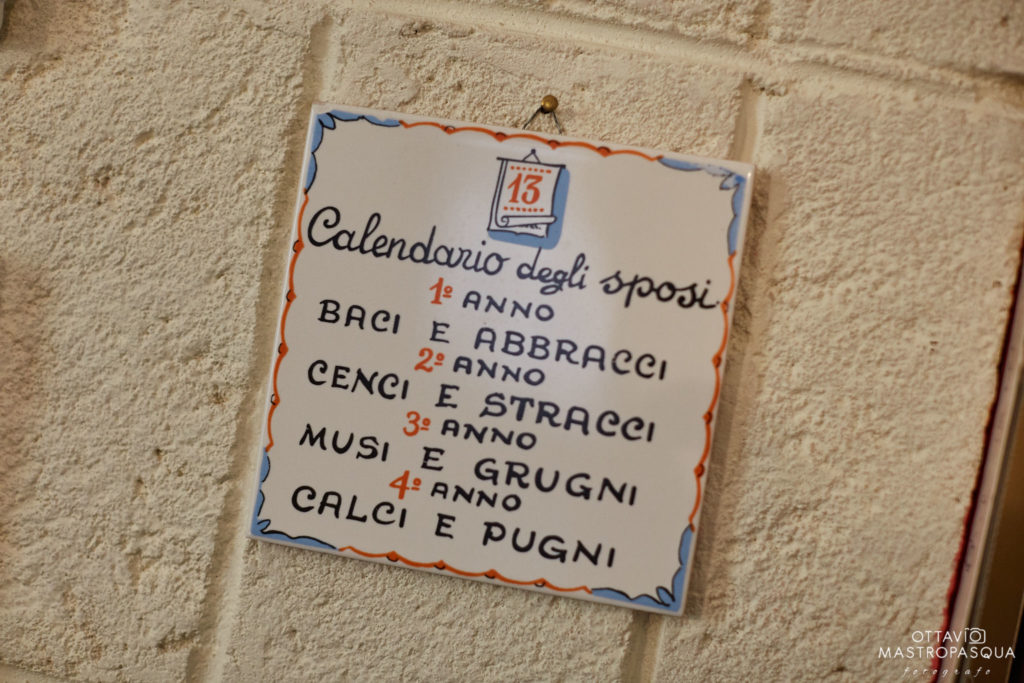 13
Calendario degli sposi
1º ANNO
BACI E ABBRACCI
2º ANNO
CENCI E STRACCI
3º ANNO
MUSI E GRUGNI
4º ANNO
CALCI E PUGNI
OTTAVIO
MASTROPASQUA
fotografo